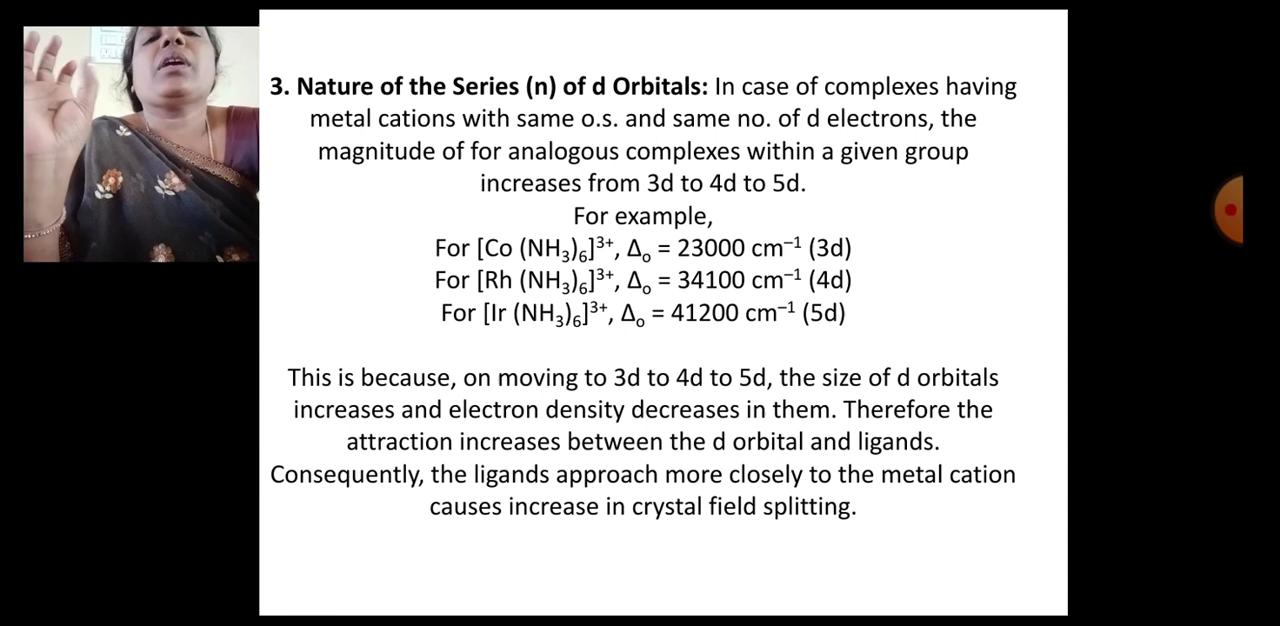 3. Nature of the Series (n) of d Orbitals: In case of complexes having
metal cations with same o.s. and same no. of d electrons, the
magnitude of for analogous complexes within a given group
increases from 3d to 4d to 5d.
For example,
For [Co (NH₃)₆]³⁺, Δₒ = 23000 cm⁻¹ (3d)
For [Rh (NH₃)₆]³⁺, Δₒ = 34100 cm⁻¹ (4d)
For [Ir (NH₃)₆]³⁺, Δₒ = 41200 cm⁻¹ (5d)
This is because, on moving to 3d to 4d to 5d, the size of d orbitals
increases and electron density decreases in them. Therefore the
attraction increases between the d orbital and ligands.
Consequently, the ligands approach more closely to the metal cation
causes increase in crystal field splitting.